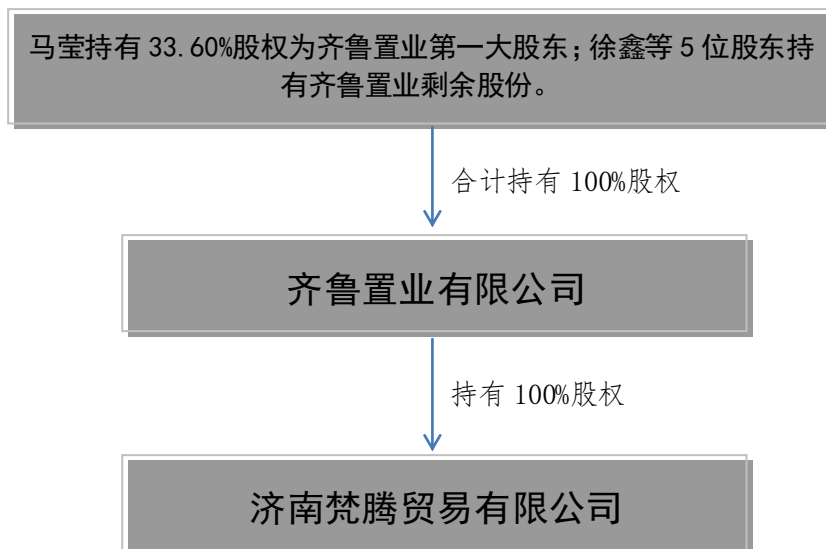 马莹持有 33.60%股权为齐鲁置业第一大股东；徐鑫等 5 位股东持
有齐鲁置业剩余股份。
合计持有 100%股权
齐鲁置业有限公司
持有 100%股权
济南梵腾贸易有限公司